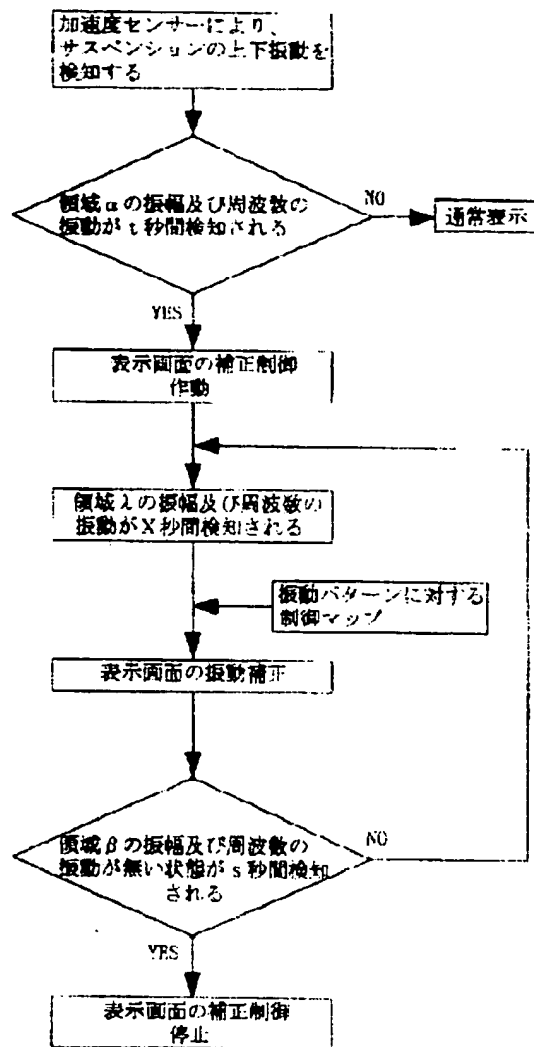 加速度センサーにより、
サスペンションの上下振動を
検知する
領域αの振幅及び周波数の
振動がt秒間検知される
NO
通常表示
YES
表示画面の補正制御
作動
領域λの振幅及び周波数の
振動がX秒間検知される
振動パターンに対する
制御マップ
表示画面の振動補正
領域βの振幅及び周波数の
振動が無い状態がs秒間検知
される
NO
YES
表示画面の補正制御
停止